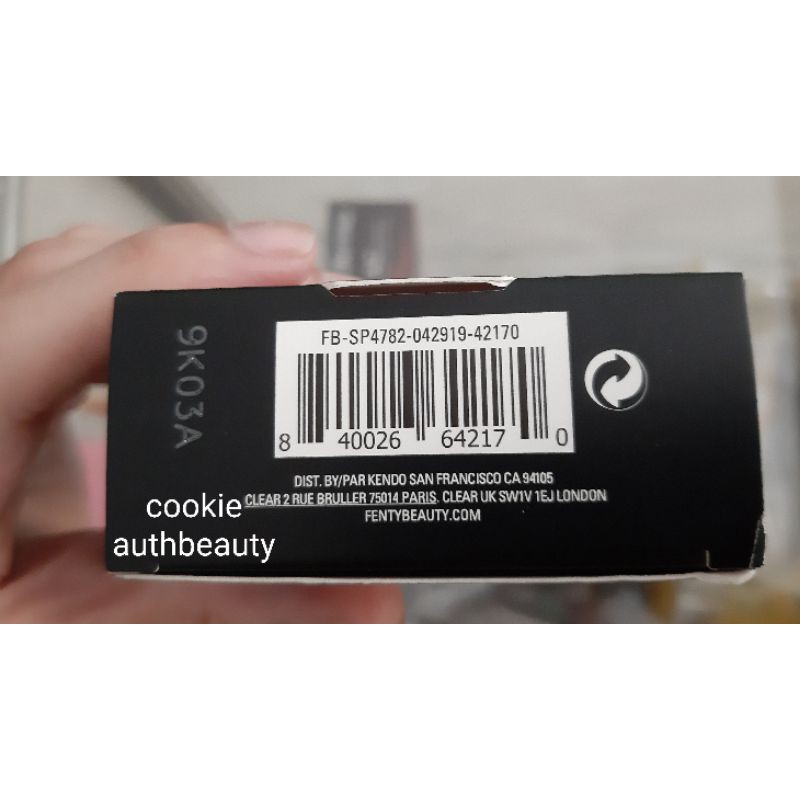 9K03A
FB-SP4782-042919-42170
8 40026 64217 0
DIST. BY/PAR KENDO SAN FRANCISCO CA 94105
CLEAR 2 RUE BRULLER 75014 PARIS. CLEAR UK SW1V 1EJ LONDON
FENTYBEAUTY.COM
cookie
authbeauty